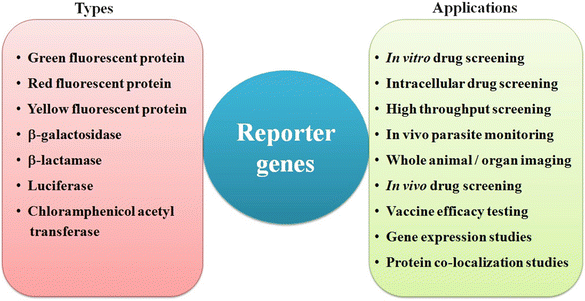 Types
• Green fluorescent protein
• Red fluorescent protein
• Yellow fluorescent protein
• β-galactosidase
• β-lactamase
• Luciferase
• Chloramphenicol acetyl
transferase
Reporter
genes
Applications
• In vitro drug screening
• Intracellular drug screening
• High throughput screening
• In vivo parasite monitoring
• Whole animal / organ imaging
• In vivo drug screening
• Vaccine efficacy testing
• Gene expression studies
• Protein co-localization studies